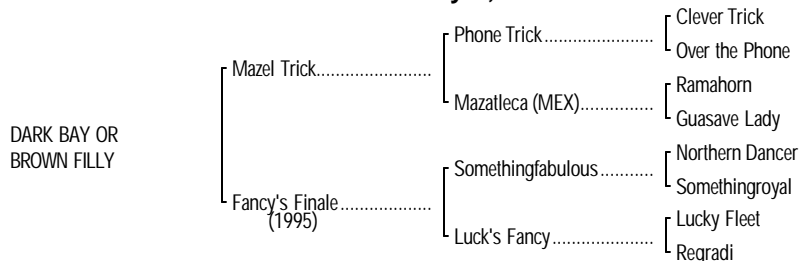 Clever Trick
Phone Trick.......................
Over the Phone
Mazel Trick........................
Ramahorn
Mazatleca (MEX)...............
Guasave Lady
DARK BAY OR
BROWN FILLY
Northern Dancer
Somethingfabulous...........
Somethingroyal
Fancy's Finale...................
(1995)
Lucky Fleet
Luck's Fancy.....................
Regradi